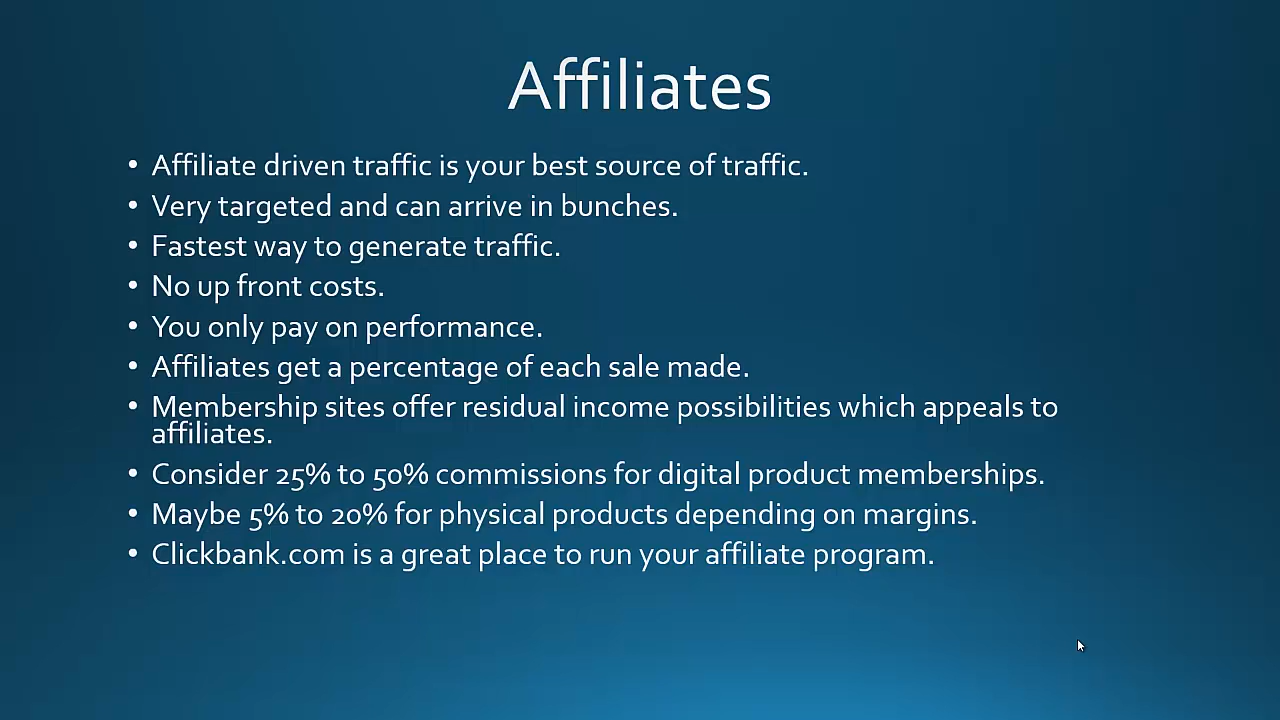 Affiliates
• Affiliate driven traffic is your best source of traffic.
• Very targeted and can arrive in bunches.
• Fastest way to generate traffic.
• No up front costs.
• You only pay on performance.
• Affiliates get a percentage of each sale made.
• Membership sites offer residual income possibilities which appeals to
affiliates.
• Consider 25% to 50% commissions for digital product memberships.
• Maybe 5% to 20% for physical products depending on margins.
• Clickbank.com is a great place to run your affiliate program.